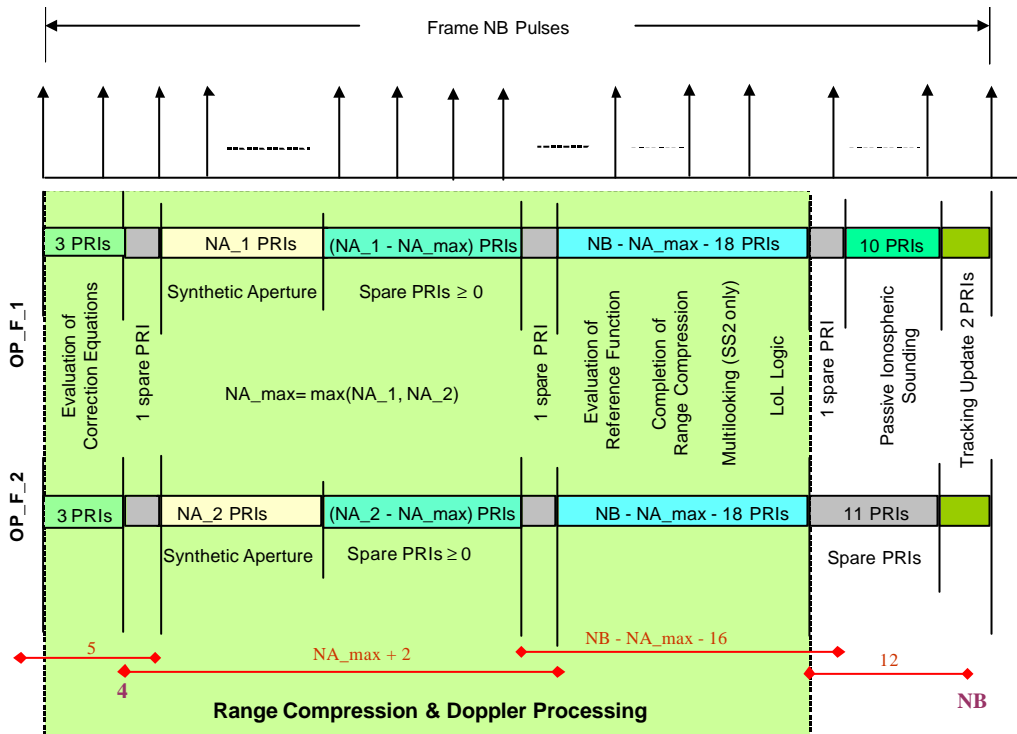 Frame NB Pulses
OP_F_1
3 PRIs
NA_1 PRIs
(NA_1 - NA_max) PRIs
NB - NA_max - 18 PRIs
10 PRIs
Synthetic Aperture
Spare PRIs ≥ 0
Evaluation of
Correction Equations
1 spare PRI
NA_max= max(NA_1, NA_2)
1 spare PRI
Evaluation of
Reference Function
Completion of
Range Compression
Multilooking (SS2 only)
LoL Logic
1 spare PRI
Passive Ionospheric
Sounding
Tracking Update 2 PRIs
OP_F_2
3 PRIs
NA_2 PRIs
(NA_2 - NA_max) PRIs
NB - NA_max - 18 PRIs
11 PRIs
Synthetic Aperture
Spare PRIs ≥ 0
Spare PRIs
5
NA_max + 2
NB - NA_max - 16
12
4
NB
Range Compression & Doppler Processing